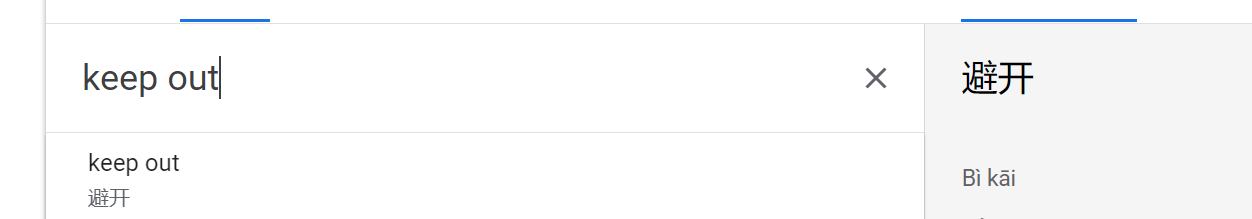 keep out
避开
keep out
避开
Bì kāi